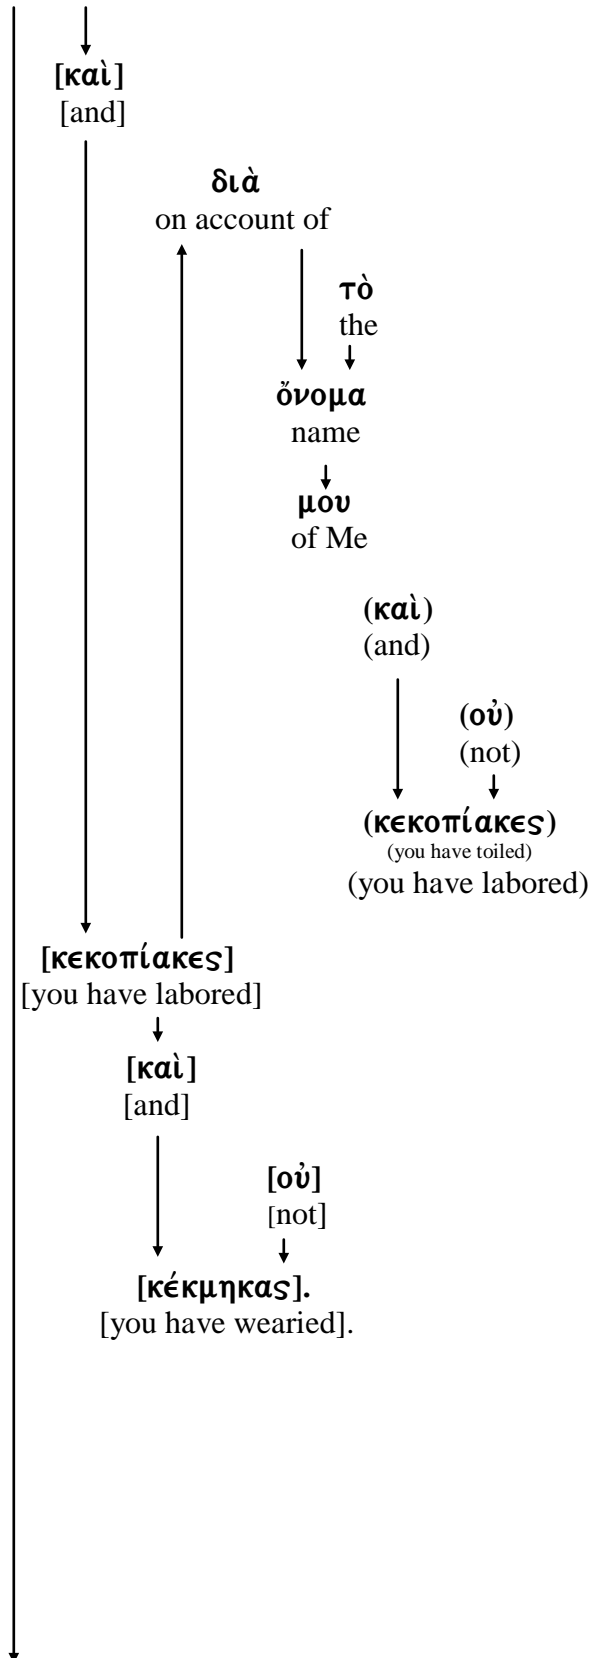 [καὶ]
[and]
διὰ
on account of
τὸ
the
ὄνομα
name
μου
of Me
(καὶ)
(and)
(οὐ)
(not)
(κεκοπίακες)
(you have toiled)
(you have labored)
[κεκοπίακες]
[you have labored]
[καὶ]
[and]
[οὐ]
[not]
[κέκμηκας].
[you have wearied].